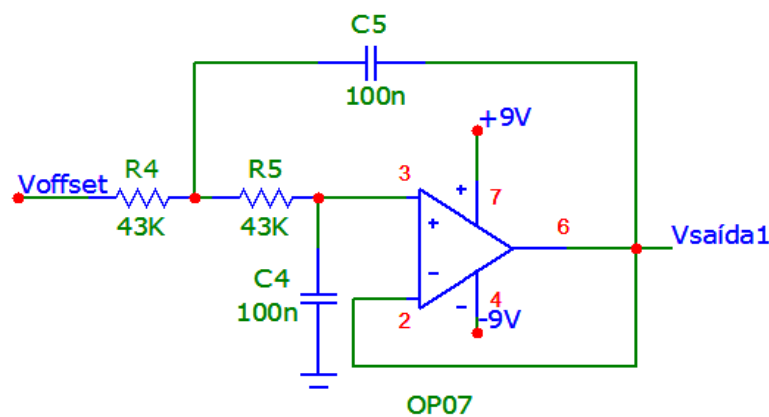 C5
100n
+9V
R4
R5
3
Voffset
7
+
43K
43K
+
6
Vsaída1
C4
-
100n
2
-
4
-9V
OP07